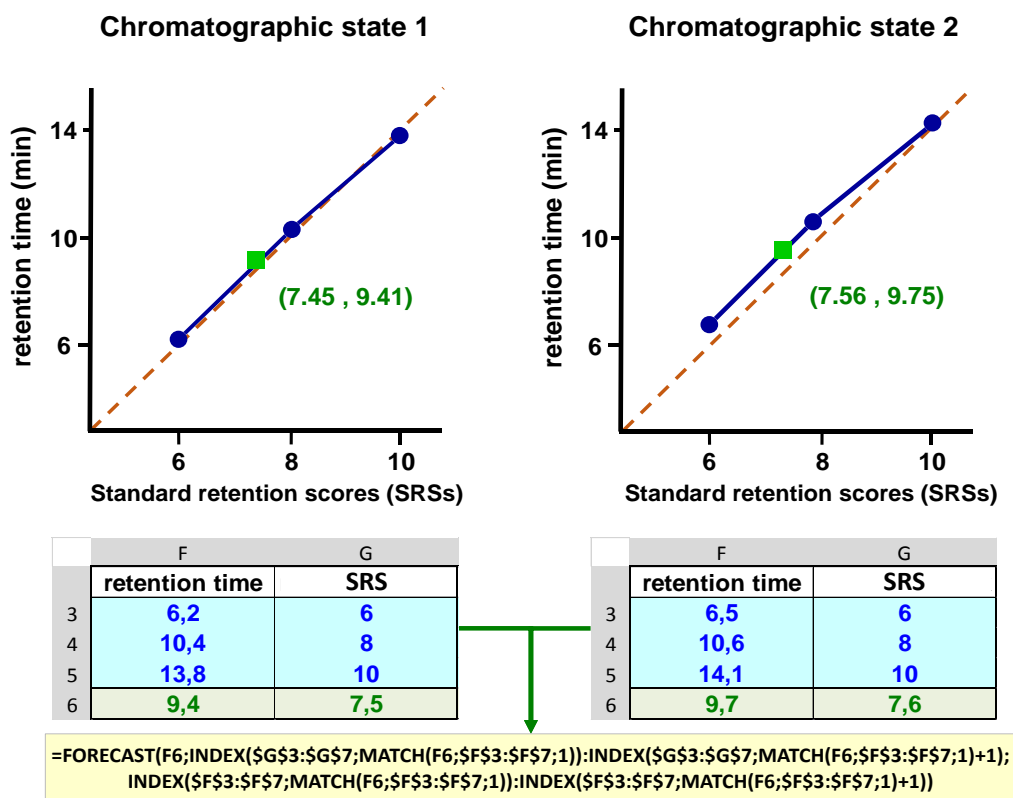 Chromatographic state 1
Chromatographic state 2
retention time (min)
14
10
6
(7.45 , 9.41)
6 8 10
Standard retention scores (SRSs)
retention time (min)
14
10
6
(7.56 , 9.75)
6 8 10
Standard retention scores (SRSs)
F G
retention time SRS
3 6,2 6
4 10,4 8
5 13,8 10
6 9,4 7,5
F G
retention time SRS
3 6,5 6
4 10,6 8
5 14,1 10
6 9,7 7,6
=FORECAST(F6;INDEX($G$3:$G$7;MATCH(F6;$F$3:$F$7;1)):INDEX($G$3:$G$7;MATCH(F6;$F$3:$F$7;1)+1);
INDEX($F$3:F$7;MATCH(F6;$F$3:$F$7;1)):INDEX($F$3:F$7;MATCH(F6;$F$3:$F$7;1)+1))